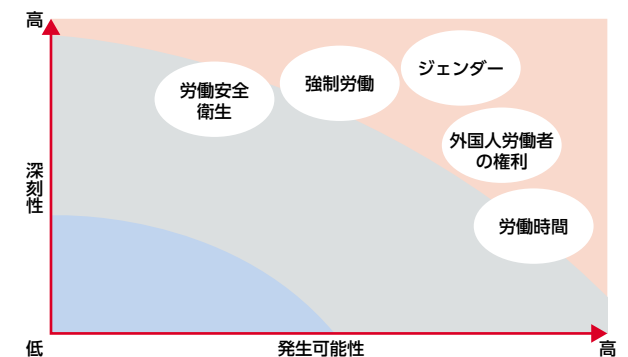 高
ジェンダー
強制労働
労働安全
衛生
外国人労働者
の権利
深刻性
労働時間
低
発生可能性
高